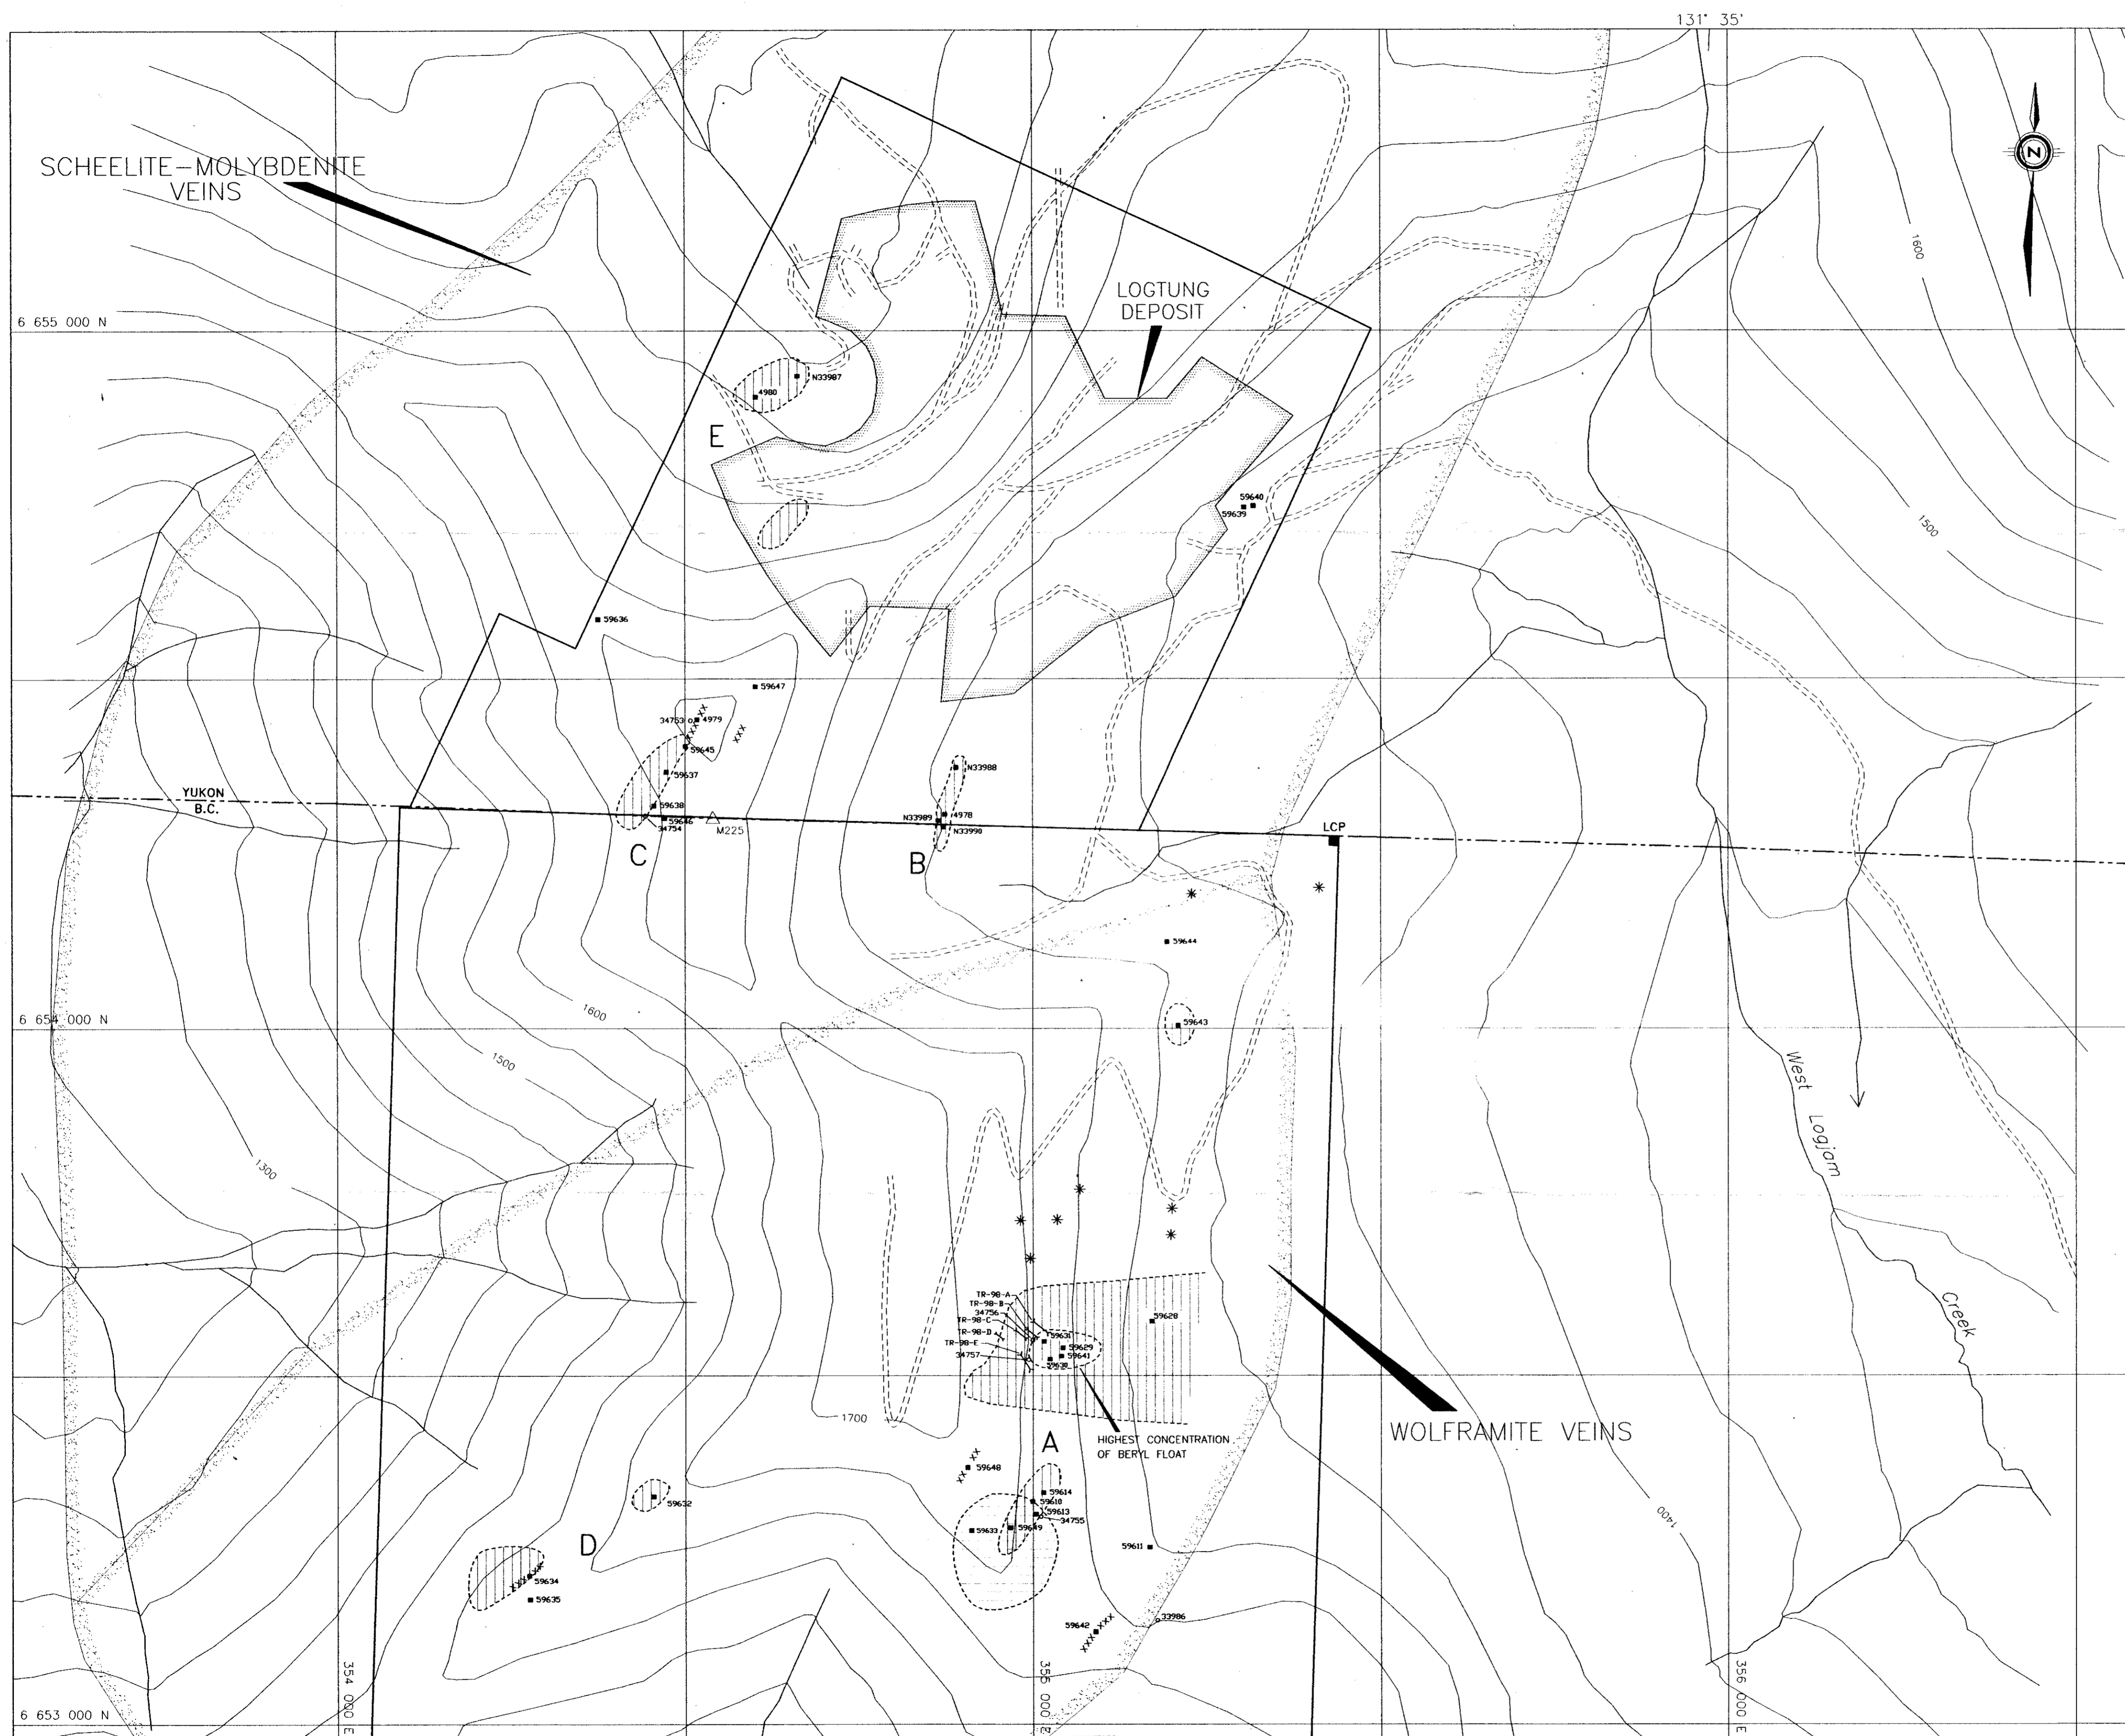 131° 35'
SCHEELITE-MOLYBDENITE
VEINS
N
1600
LOGTUNG
DEPOSIT
6 655 000 N
N33987
4980
E
1500
59640
59639
59636
59647
34753
4979
xxx
59645
59637
N33988
YUKON
B.C.
59638
59646
34754
M225
N33989
4978
N33990
LCP
C
B
59644
1600
6 654 000 N
59643
1500
West Logjam Creek
1300
TR-98-A
TR-98-B
34756
TR-98-C
TR-98-D
TR-98-E
34757
59628
59631
59629
59641
59630
1700
HIGHEST CONCENTRATION
OF BERYL FLOAT
WOLFRAMITE VEINS
A
xx
59648
xx
59614
59632
59610
59613
34755
59633
59649
1400
D
59611
59634
59635
33986
59642
354 000 E
355 000 E
356 000 E
6 653 000 N